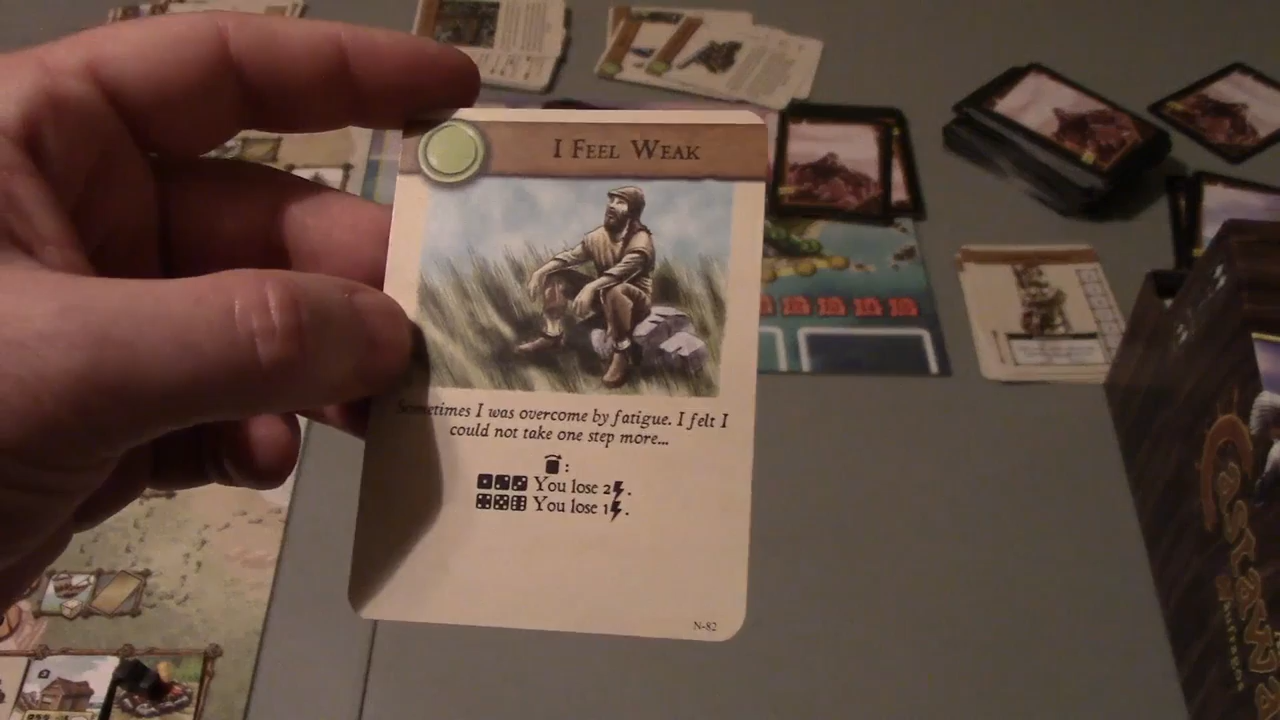 I Feel Weak
Sometimes I was overcome by fatigue. I felt I
could not take one step more...
:
You lose 2.
You lose 1.
N-82